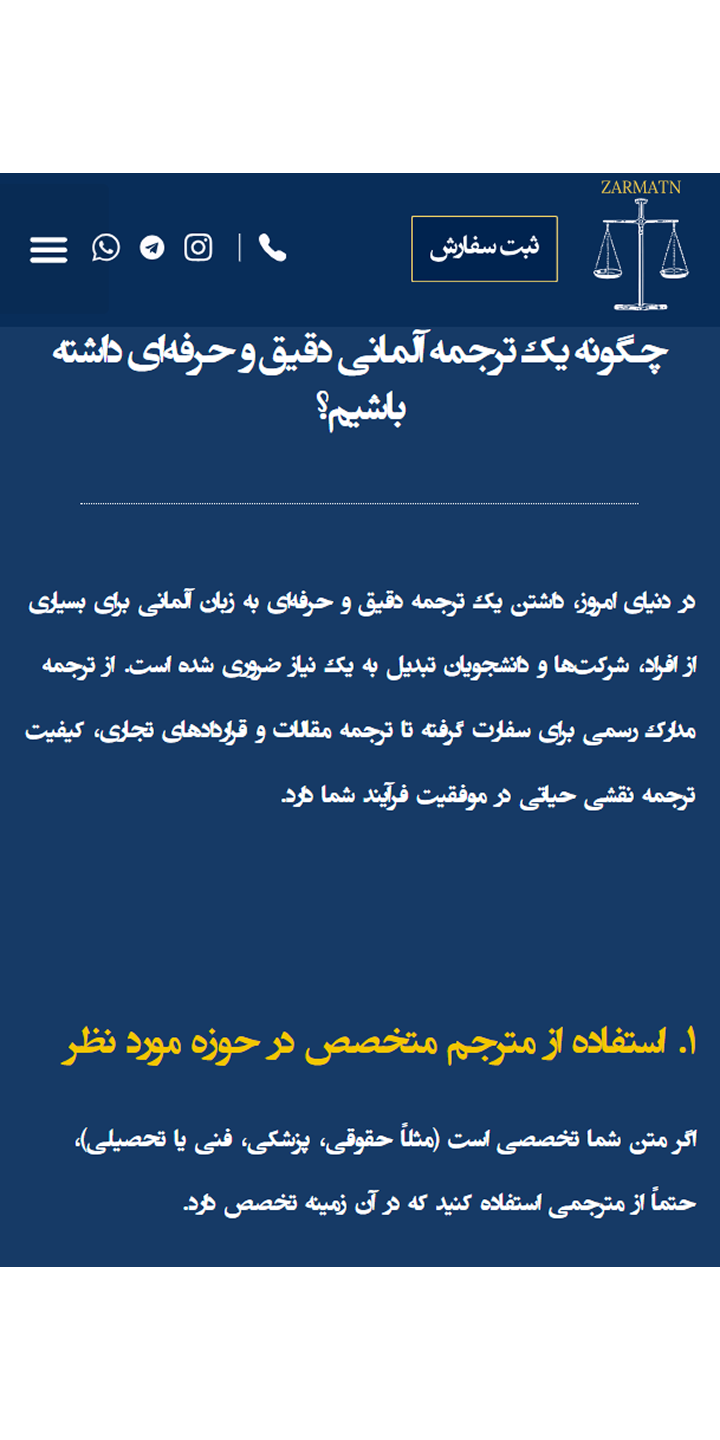 ZARMATN
ثبت سفارش
چگونه یک ترجمه آلمانی دقیق و حرفه‌ای داشته
باشیم؟
در دنیای امروز، داشتن یک ترجمه دقیق و حرفه‌ای به زبان آلمانی برای بسیاری
از افراد، شرکت‌ها و دانشجویان تبدیل به یک نیاز ضروری شده است. از ترجمه
مدارک رسمی برای سفارت گرفته تا ترجمه مقالات و قراردادهای تجاری، کیفیت
ترجمه نقشی حیاتی در موفقیت فرآیند شما دارد.
۱. استفاده از مترجم متخصص در حوزه مورد نظر
اگر متن شما تخصصی است (مثلاً حقوقی، پزشکی، فنی یا تحصیلی)،
حتماً از مترجمی استفاده کنید که در آن زمینه تخصص دارد.